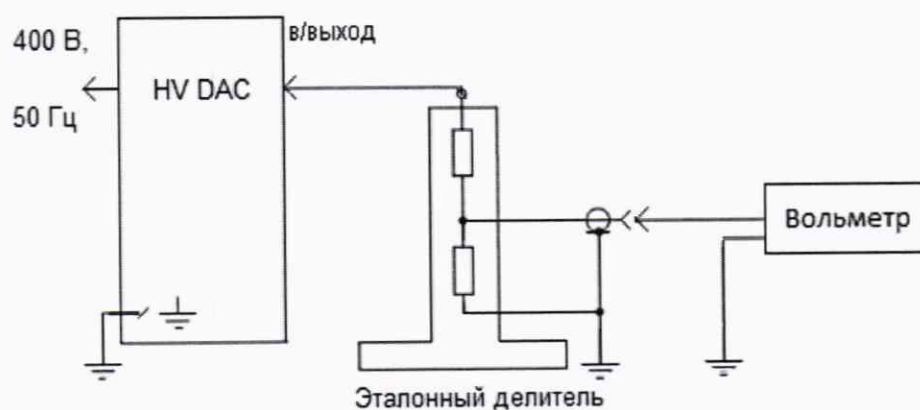 400 В,
50 Гц
HV DAC
в/выход
Вольметр
Эталонный делитель